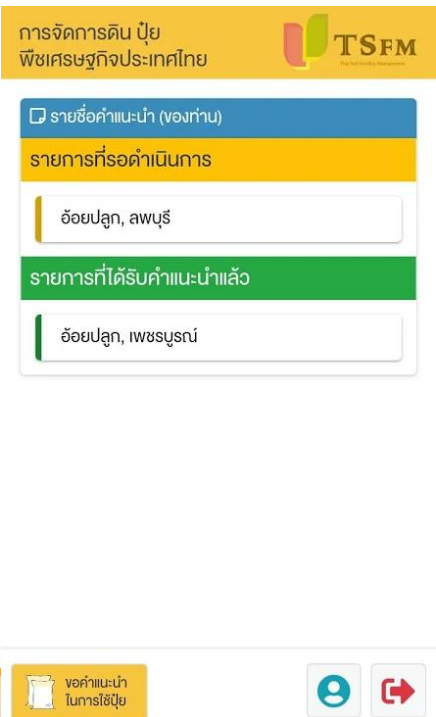 การจัดการดิน ปุ๋ย
พืชเศรษฐกิจประเทศไทย
TSFM
รายชื่อคำแนะนำ (ของท่าน)
รายการที่รอดำเนินการ
อ้อยปลูก, ลพบุรี
รายการที่ได้รับคำแนะนำแล้ว
อ้อยปลูก, เพชรบูรณ์
ขอคำแนะนำ
ในการใช้ปุ๋ย